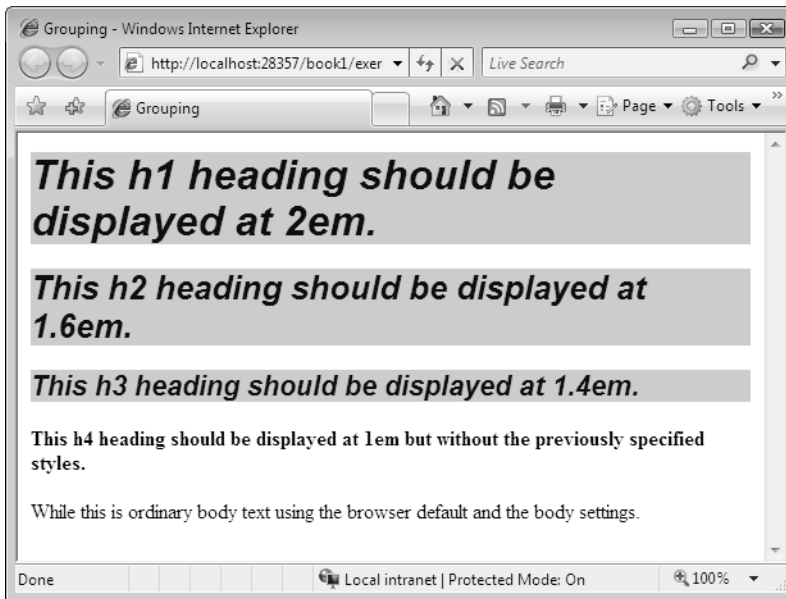 Grouping - Windows Internet Explorer
http://localhost:28357/book1/exer
Live Search
Grouping
Page
Tools
This h1 heading should be
displayed at 2em.
This h2 heading should be displayed at
1.6em.
This h3 heading should be displayed at 1.4em.
This h4 heading should be displayed at 1em but without the previously specified
styles.
While this is ordinary body text using the browser default and the body settings.
Done
Local intranet | Protected Mode: On
100%